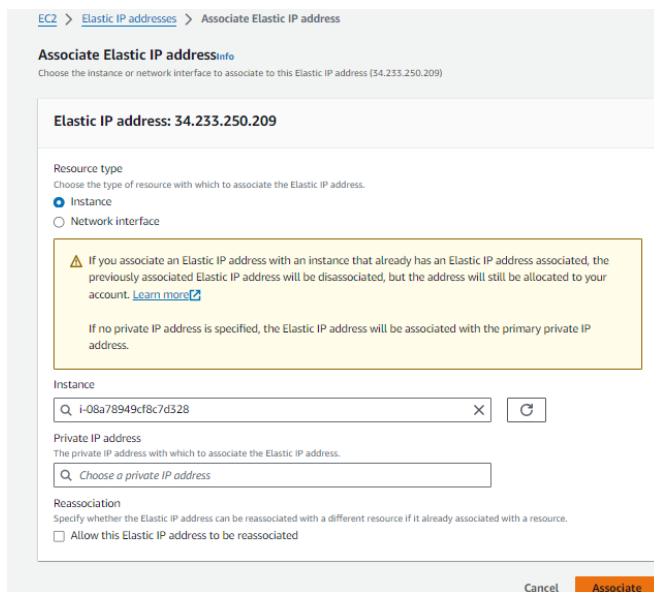 EC2 > Elastic IP addresses > Associate Elastic IP address
Associate Elastic IP address Info
Choose the instance or network interface to associate to this Elastic IP address (34.233.250.209)
Elastic IP address: 34.233.250.209
Resource type
Choose the type of resource with which to associate the Elastic IP address.
Instance
Network interface
If you associate an Elastic IP address with an instance that already has an Elastic IP address associated, the
previously associated Elastic IP address will be disassociated, but the address will still be allocated to your
account. Learn more
If no private IP address is specified, the Elastic IP address will be associated with the primary private IP
address.
Instance
i-08a78949cf8c7d328
Private IP address
The private IP address with which to associate the Elastic IP address.
Choose a private IP address
Reassociation
Specify whether the Elastic IP address can be reassociated with a different resource if it already associated with a resource.
Allow this Elastic IP address to be reassociated
Cancel Associate